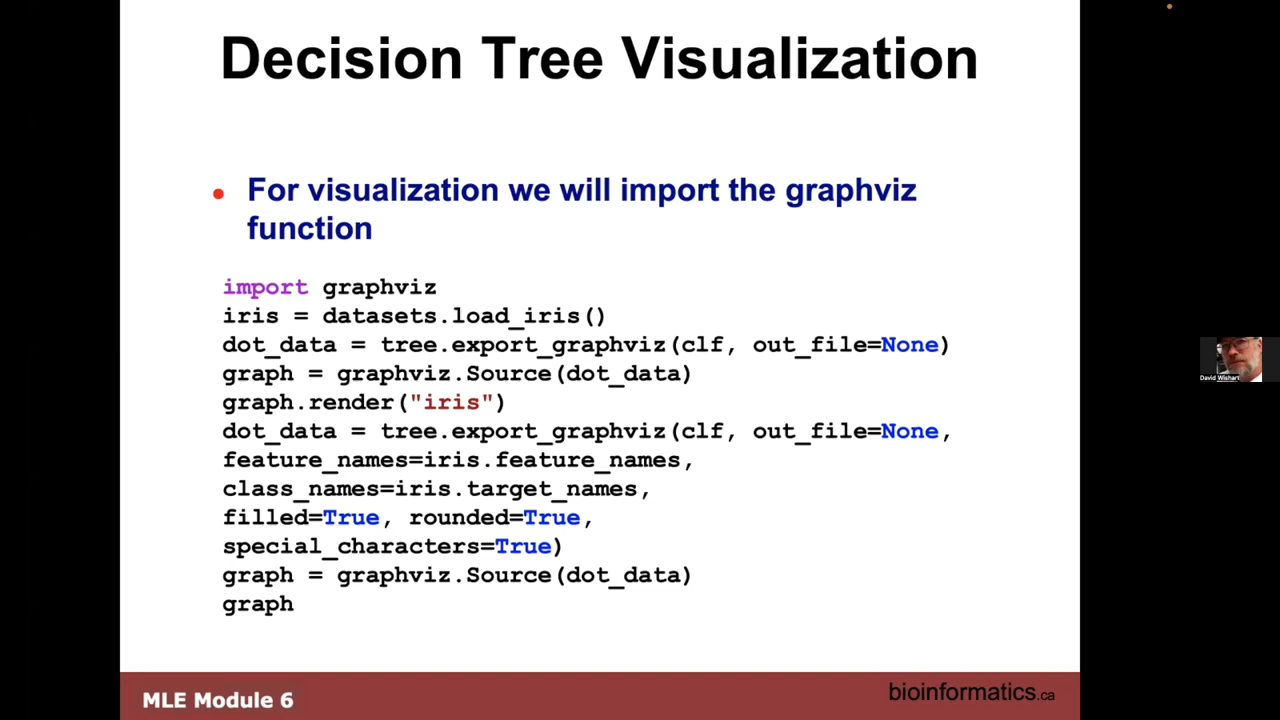 Decision Tree Visualization
• For visualization we will import the graphviz
function
import graphviz
iris = datasets.load_iris()
dot_data = tree.export_graphviz(clf, out_file=None)
graph = graphviz.Source(dot_data)
graph.render("iris")
dot_data = tree.export_graphviz(clf, out_file=None,
feature_names=iris.feature_names,
class_names=iris.target_names,
filled=True, rounded=True,
special_characters=True)
graph = graphviz.Source(dot_data)
graph
David Wishart
MLE Module 6
bioinformatics.ca